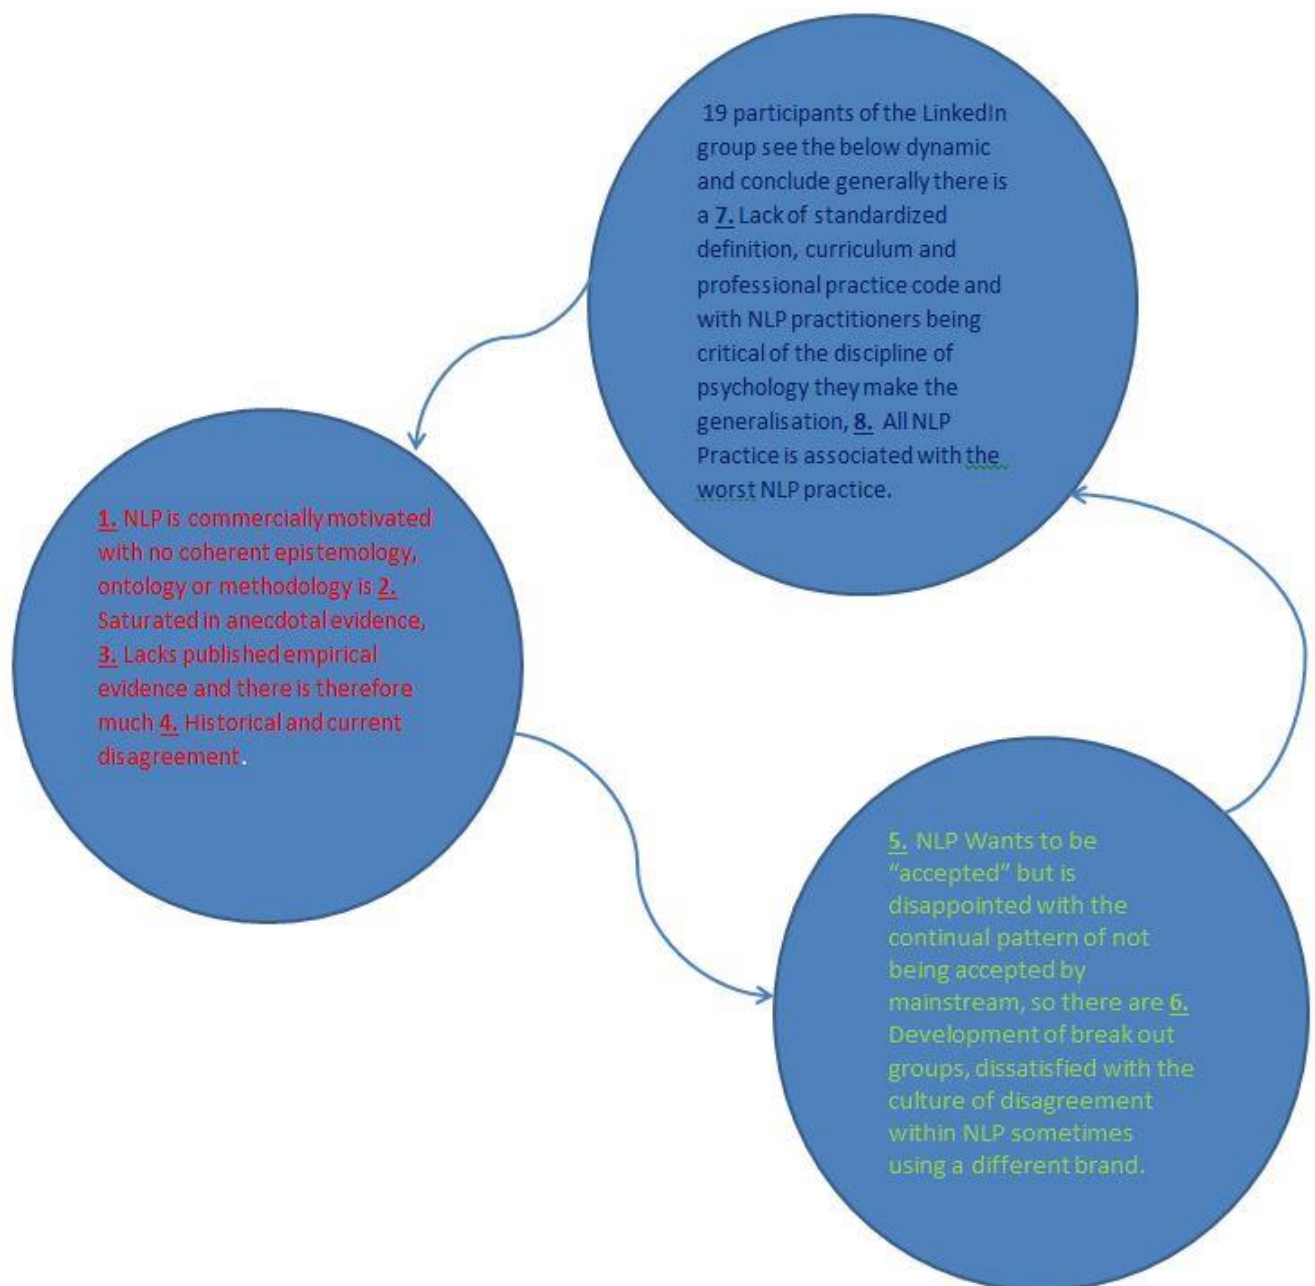 19 participants of the LinkedIn
group see the below dynamic
and conclude generally there is
a 7. Lack of standardized
definition, curriculum and
professional practice code and
with NLP practitioners being
critical of the discipline of
psychology they make the
generalisation, 8. All NLP
Practice is associated with the
worst NLP practice.
1. NLP is commercially motivated
with no coherent epistemology,
ontology or methodology is 2.
Saturated in anecdotal evidence,
3. Lacks published empirical
evidence and there is therefore
much 4. Historical and current
disagreement.
5. NLP Wants to be
“accepted” but is
disappointed with the
continual pattern of not
being accepted by
mainstream, so there are 6.
Development of break out
groups, dissatisfied with the
culture of disagreement
within NLP sometimes
using a different brand.